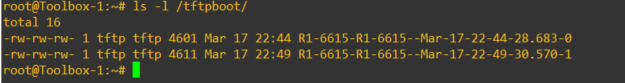 root@Toolbox-1:~# ls -l /tftpboot/
total 16
-rw-rw-rw- 1 tftp tftp 4601 Mar 17 22:44 R1-6615-R1-6615--Mar-17-22-44-28.683-0
-rw-rw-rw- 1 tftp tftp 4611 Mar 17 22:49 R1-6615-R1-6615--Mar-17-22-49-30.570-1
root@Toolbox-1:~#